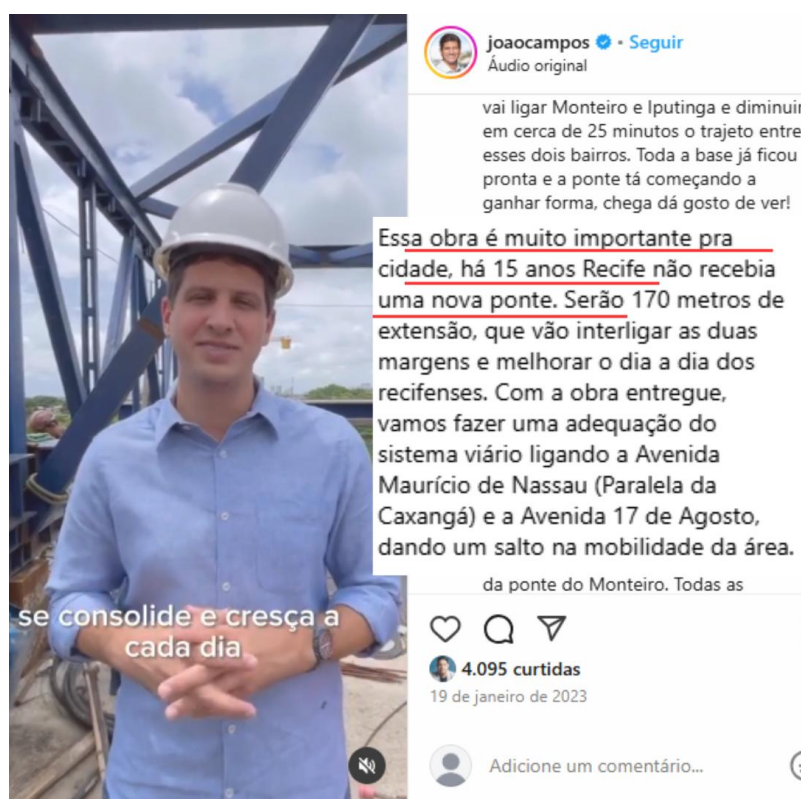 joaocampos • Seguir
Áudio original
vai ligar Monteiro e Iputinga e diminuir
em cerca de 25 minutos o trajeto entre
esses dois bairros. Toda a base já ficou
pronta e a ponte tá começando a
ganhar forma, chega dá gosto de ver!
Essa obra é muito importante pra
cidade, há 15 anos Recife não recebia
uma nova ponte. Serão 170 metros de
extensão, que vão interligar as duas
margens e melhorar o dia a dia dos
recifenses. Com a obra entregue,
vamos fazer uma adequação do
sistema viário ligando a Avenida
Maurício de Nassau (Paralela da
Caxangá) e a Avenida 17 de Agosto,
dando um salto na mobilidade da área.
da ponte do Monteiro. Todas as
se consolide e cresça a
cada dia
4.095 curtidas
19 de janeiro de 2023
Adicione um comentário...